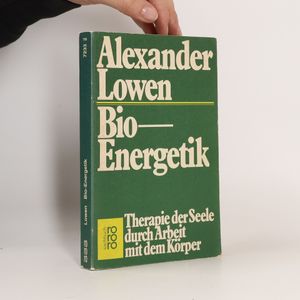 Alexander
Lowen
Bio—
Energetik
Therapie der Seele
durch Arbeit
mit dem Körper
rororo
Lowen Bio-Energetik